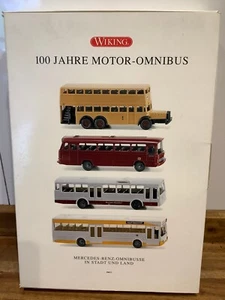 WIKING
100 JAHRE MOTOR-OMNIBUS
MERCEDES-BENZ-OMNIBUSSE
IN STADT UND LAND